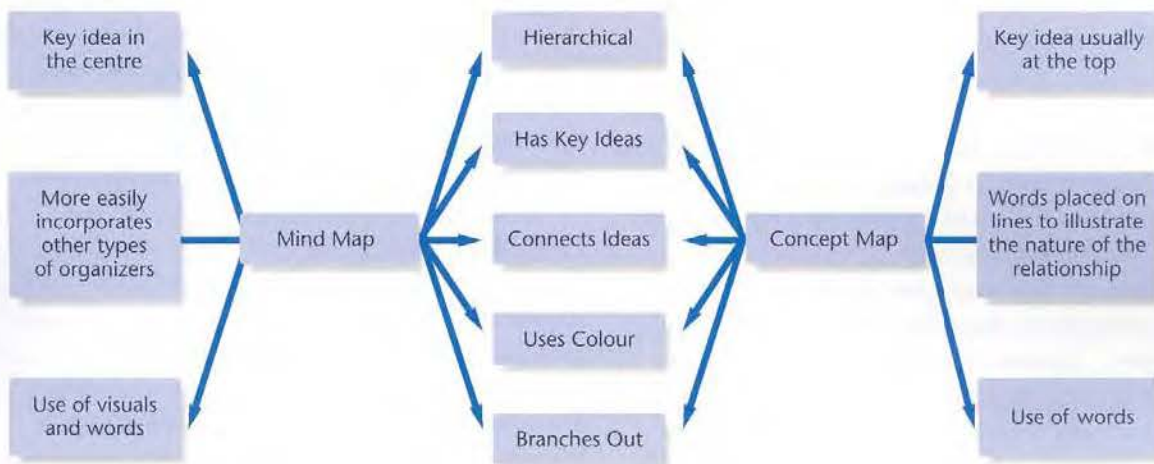 Key idea in
the centre
Hierarchical
Key idea usually
at the top
Has Key Ideas
More easily
incorporates
other types
of organizers
Mind Map
Connects Ideas
Concept Map
Words placed on
lines to illustrate
the nature of the
relationship
Uses Colour
Use of visuals
and words
Branches Out
Use of words